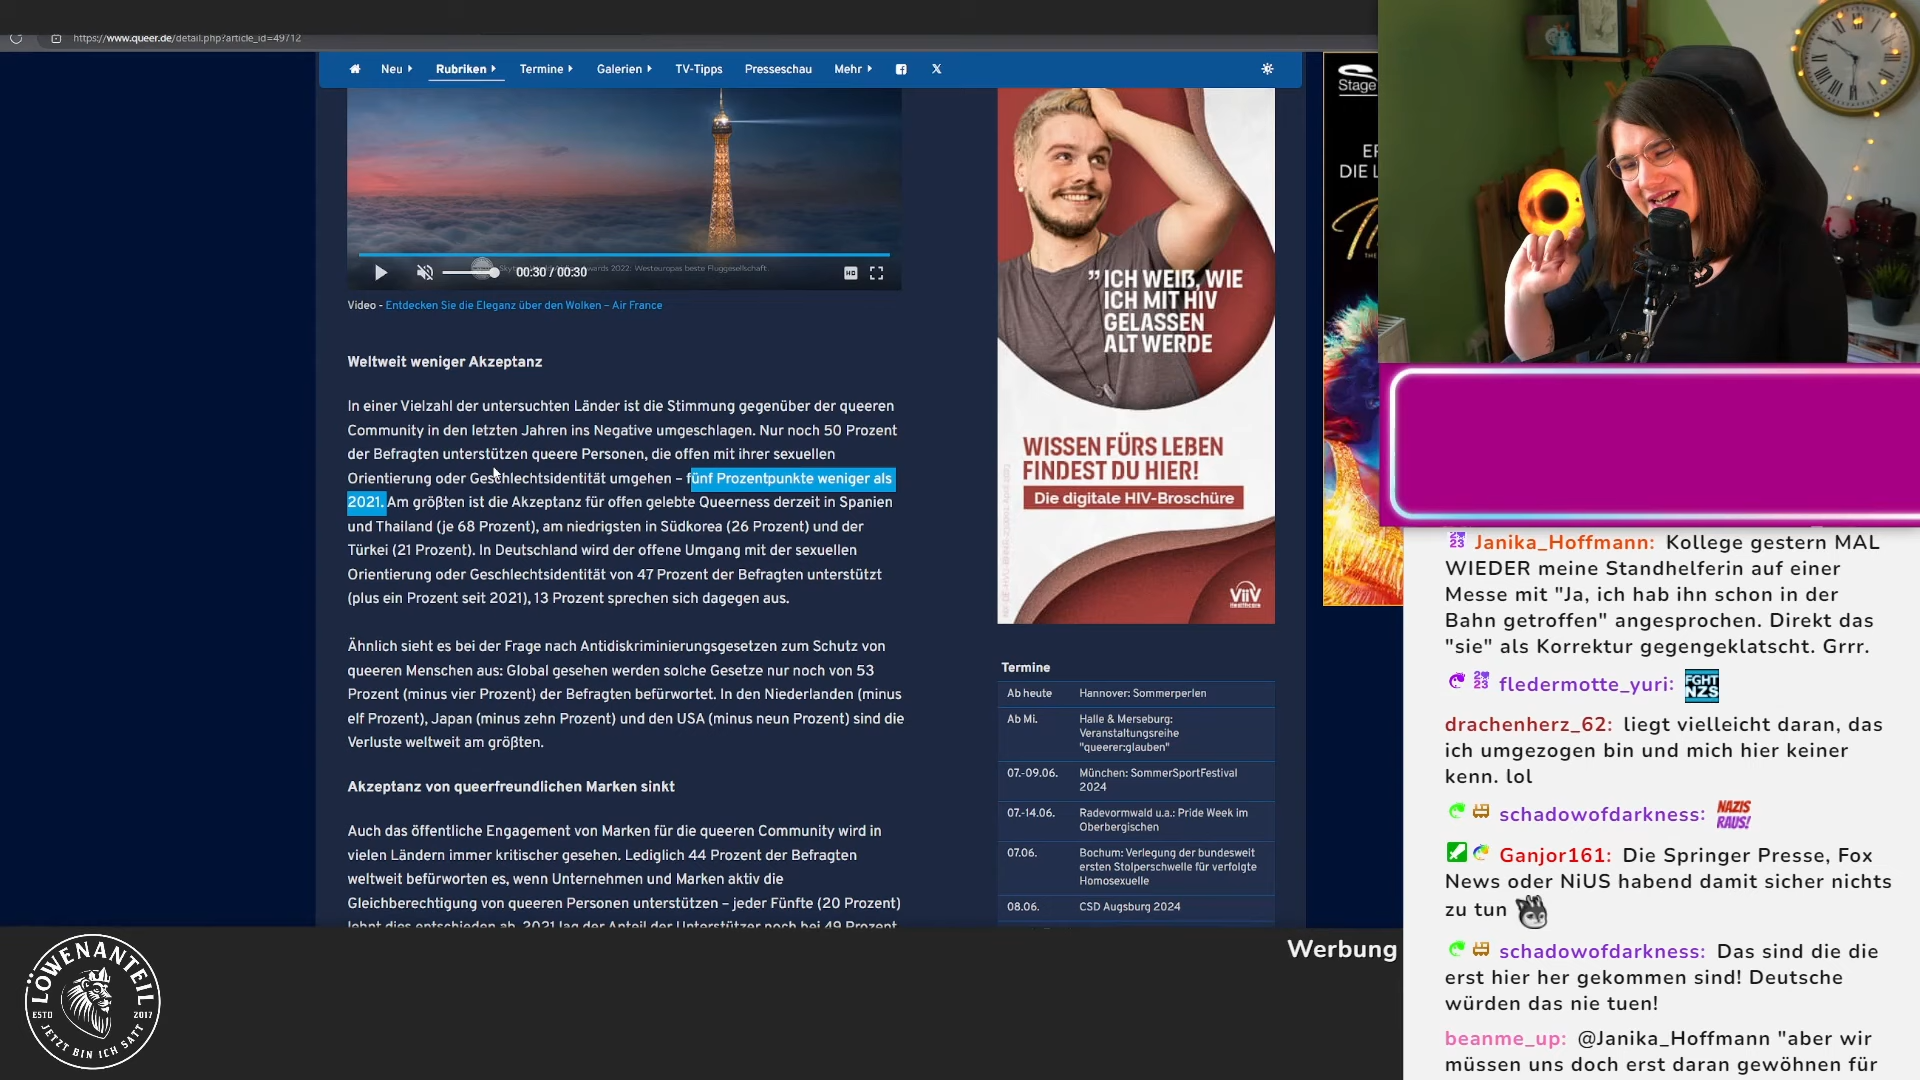 https://www.queer.de/detail.php?article_id=49712
Neu
Rubriken
Termine
Galerien
TV-Tipps
Presseschau
Mehr
00:30 / 00:30
HD
Video - Entdecken Sie die Eleganz über den Wolken – Air France
Weltweit weniger Akzeptanz
In einer Vielzahl der untersuchten Länder ist die Stimmung gegenüber der queeren
Community in den letzten Jahren ins Negative umgeschlagen. Nur noch 50 Prozent
der Befragten unterstützen queere Personen, die offen mit ihrer sexuellen
Orientierung oder Geschlechtsidentität umgehen – fünf Prozentpunkte weniger als
2021. Am größten ist die Akzeptanz für offen gelebte Queerness derzeit in Spanien
und Thailand (je 68 Prozent), am niedrigsten in Südkorea (26 Prozent) und der
Türkei (21 Prozent). In Deutschland wird der offene Umgang mit der sexuellen
Orientierung oder Geschlechtsidentität von 47 Prozent der Befragten unterstützt
(plus ein Prozent seit 2021), 13 Prozent sprechen sich dagegen aus.
Ähnlich sieht es bei der Frage nach Antidiskriminierungsgesetzen zum Schutz von
queeren Menschen aus: Global gesehen werden solche Gesetze nur noch von 53
Prozent (minus vier Prozent) der Befragten befürwortet. In den Niederlanden (minus
elf Prozent), Japan (minus zehn Prozent) und den USA (minus neun Prozent) sind die
Verluste weltweit am größten.
Akzeptanz von queerfreundlichen Marken sinkt
Auch das öffentliche Engagement von Marken für die queeren Community wird in
vielen Ländern immer kritischer gesehen. Lediglich 44 Prozent der Befragten
weltweit befürworten es, wenn Unternehmen und Marken aktiv die
Gleichberechtigung von queeren Personen unterstützen – jeder Fünfte (20 Prozent)
lehnt dies entschieden ab. 2021 lag der Anteil der Unterstützer noch bei 49 Prozent
„ICH WEIß, WIE
ICH MIT HIV
GELASSEN
ALT WERDE
WISSEN FÜRS LEBEN
FINDEST DU HIER!
Die digitale HIV-Broschüre
ViiV
Healthcare
Termine
Ab heute Hannover: Sommerperlen
Ab Mi. Halle & Merseburg:
Veranstaltungsreihe
"queerer:glauben"
07.-09.06. München: SommerSportFestival
2024
07.-14.06. Radevormwald u.a.: Pride Week im
Oberbergischen
07.06. Bochum: Verlegung der bundesweit
ersten Stolperschwelle für verfolgte
Homosexuelle
08.06. CSD Augsburg 2024
Stage
DIE L
Janika_Hoffmann: Kollege gestern MAL
WIEDER meine Standhelferin auf einer
Messe mit "Ja, ich hab ihn schon in der
Bahn getroffen" angesprochen. Direkt das
"sie" als Korrektur gegengeklatscht. Grrr.
fledermotte_yuri: FGHT
NZS
drachenherz_62: liegt vielleicht daran, das
ich umgezogen bin und mich hier keiner
kenn. lol
schadowofdarkness: NAZIS
RAUS!
Ganjor161: Die Springer Presse, Fox
News oder NiUS habend damit sicher nichts
zu tun
schadowofdarkness: Das sind die die
erst hier her gekommen sind! Deutsche
würden das nie tuen!
beanme_up: @Janika_Hoffmann "aber wir
müssen uns doch erst daran gewöhnen für
Werbung
LÖWENANTEIL
ESTD 2017
JETZT BIN ICH SATT